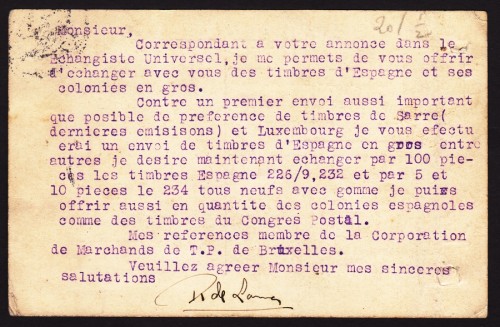 Monsieur,
Correspondant a votre annonce dans le
Echangiste Universel, je me permets de vous offrir
d'echanger avec vous des timbres d'Espagne et ses
colonies en gros.
Contre un premier envoi aussi important
que posible de preference de timbres de Sarre(
dernieres emisisons) et Luxembourg je vous efectu
erai un envoi de timbres d'Espagne en gros entre
autres je desire maintenant echanger par 100 pie-
ces les timbres Espagne 226/9,232 et par 5 et
10 pieces le 234 tous neufs avec gomme je puixs
offrir aussi en quantite des colonies espagnoles
comme des timbres du Congres Postal.
Mes references membre de la Corporation
de Marchands de T.P. de Bruxelles.
Veuillez agreer Monsieur mes sinceres
salutations